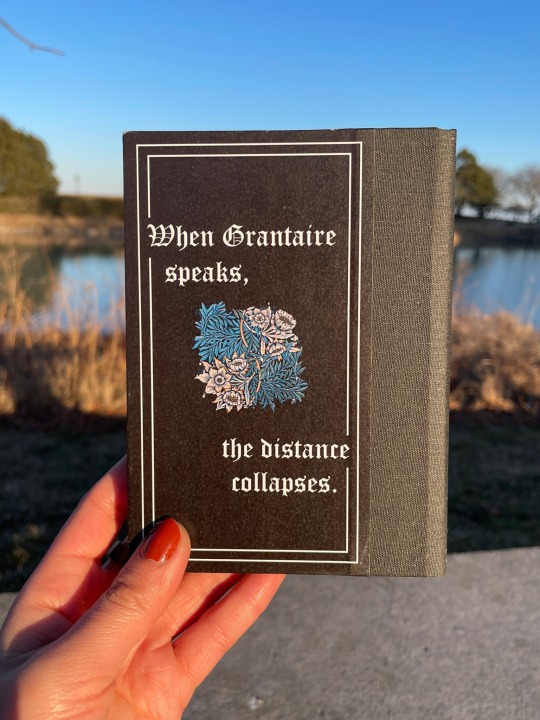 When Grantaire
speaks,
the distance
collapses.